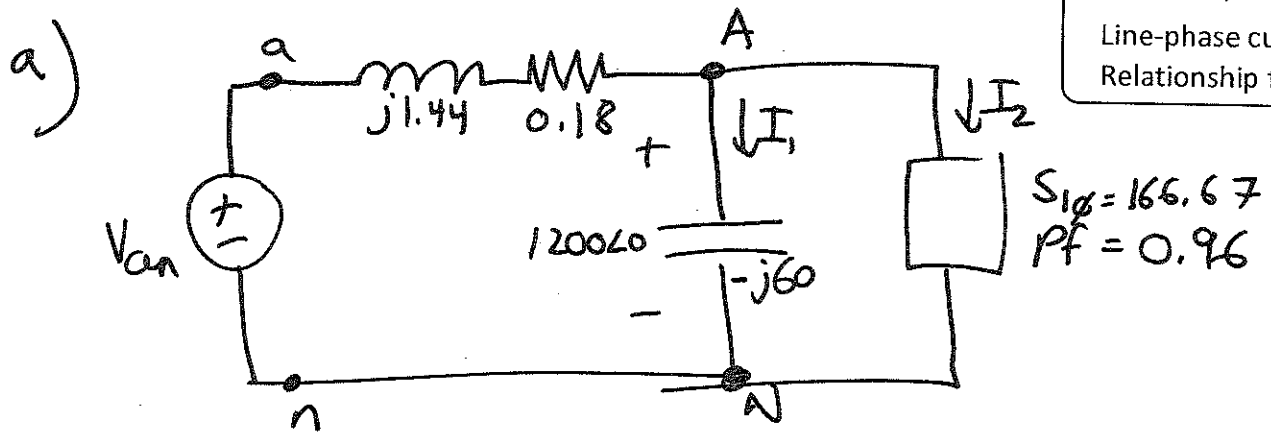 Line-phase cu
Relationship
a)
a
A
j1.44 0.18
+
↓I₁
↓I₂
Van
+
-
1200∠0
-j60
-
S1ø = 166.67
Pf = 0.96
n
N